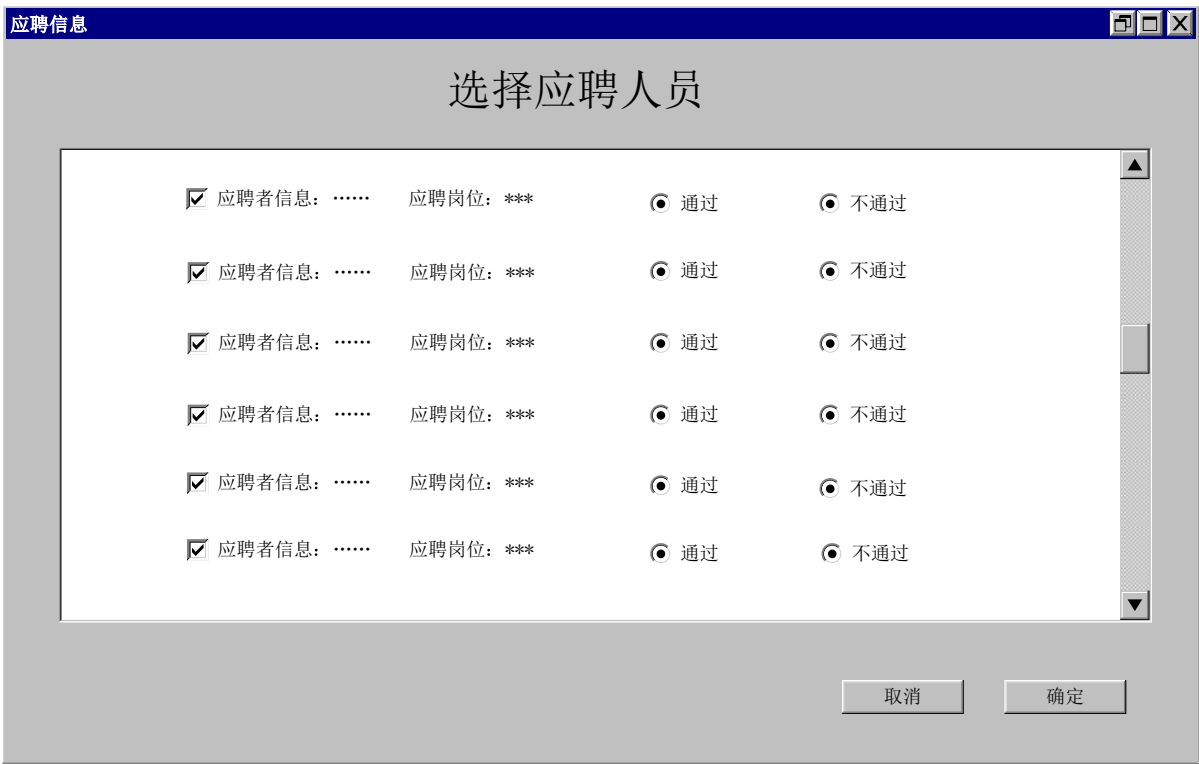 应聘信息
选择应聘人员
应聘者信息：…… 应聘岗位：*** 通过 不通过
应聘者信息：…… 应聘岗位：*** 通过 不通过
应聘者信息：…… 应聘岗位：*** 通过 不通过
应聘者信息：…… 应聘岗位：*** 通过 不通过
应聘者信息：…… 应聘岗位：*** 通过 不通过
应聘者信息：…… 应聘岗位：*** 通过 不通过
取消 确定